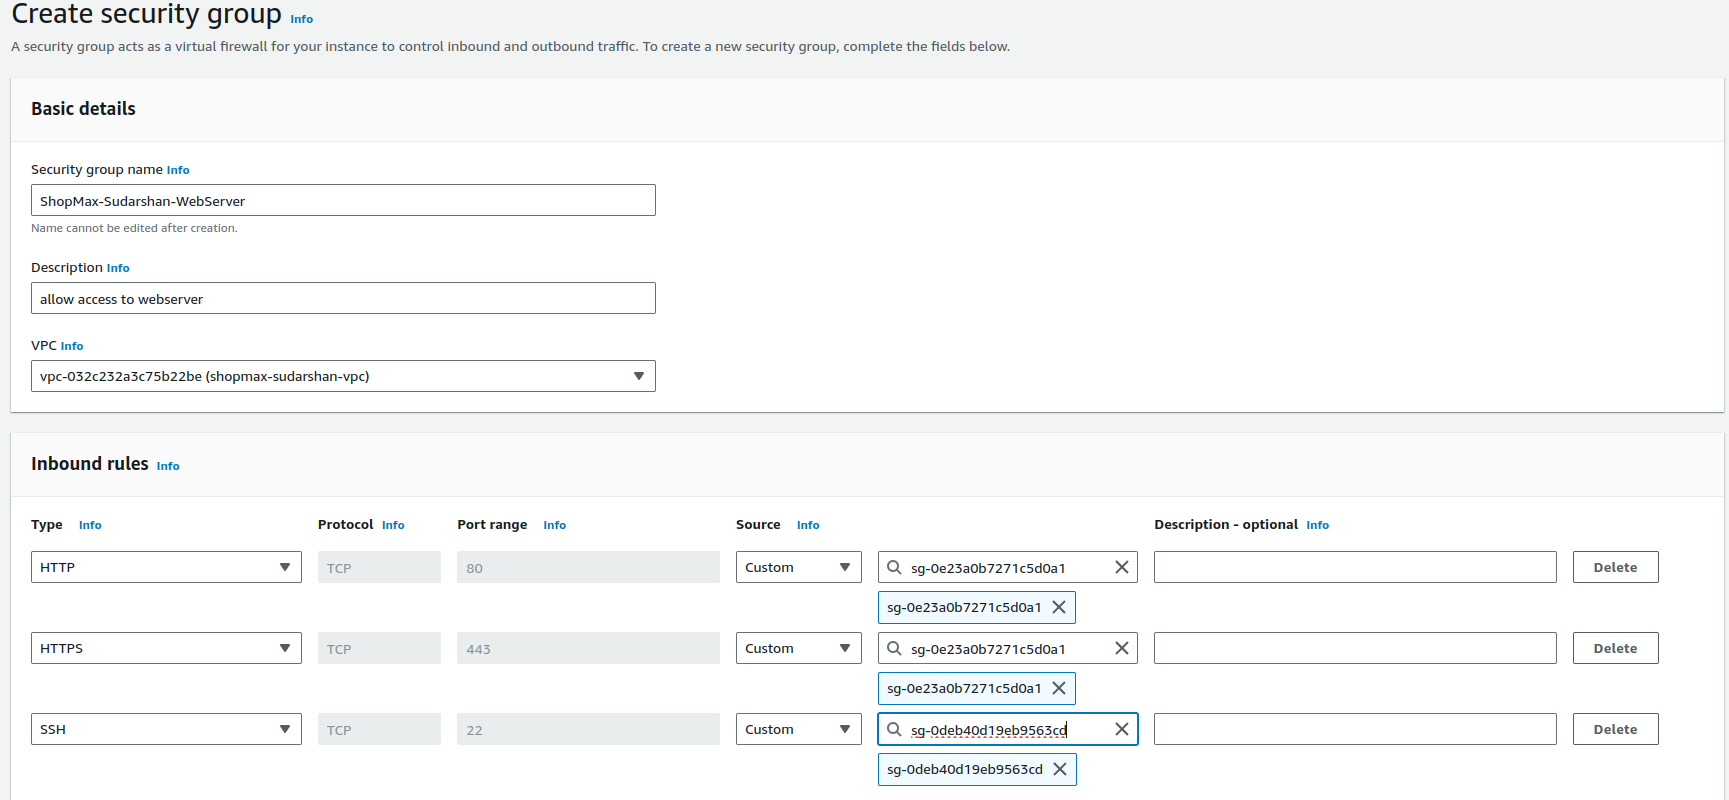 Create security group Info
A security group acts as a virtual firewall for your instance to control inbound and outbound traffic. To create a new security group, complete the fields below.
Basic details
Security group name Info
ShopMax-Sudarshan-WebServer
Name cannot be edited after creation.
Description Info
allow access to webserver
VPC Info
vpc-032c232a3c75b22be (shopmax-sudarshan-vpc)
Inbound rules Info
Type Info Protocol Info Port range Info Source Info Description - optional Info
HTTP TCP 80 Custom sg-0e23a0b7271c5d0a1 Delete
sg-0e23a0b7271c5d0a1
HTTPS TCP 443 Custom sg-0e23a0b7271c5d0a1 Delete
sg-0e23a0b7271c5d0a1
SSH TCP 22 Custom sg-0deb40d19eb9563cd Delete
sg-0deb40d19eb9563cd